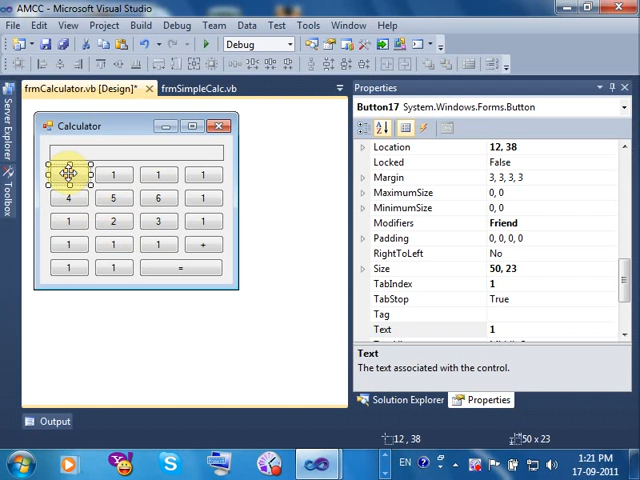 AMCC - Microsoft Visual Studio
File Edit View Project Build Debug Team Data Test Tools Window Help
Debug
frmCalculator.vb [Design]* frmSimpleCalc.vb
Properties
Server Explorer
Toolbox
Calculator
1 1 1
4 5 6 1
1 2 3 1
1 1 1 +
1 1 =
Button17 System.Windows.Forms.Button
Location 12, 38
Locked False
Margin 3, 3, 3, 3
MaximumSize 0, 0
MinimumSize 0, 0
Modifiers Friend
Padding 0, 0, 0, 0
RightToLeft No
Size 50, 23
TabIndex 1
TabStop True
Tag
Text 1
Text
The text associated with the control.
Solution Explorer Properties
Output
12 , 38 50 x 23
EN 1:21 PM
17-09-2011